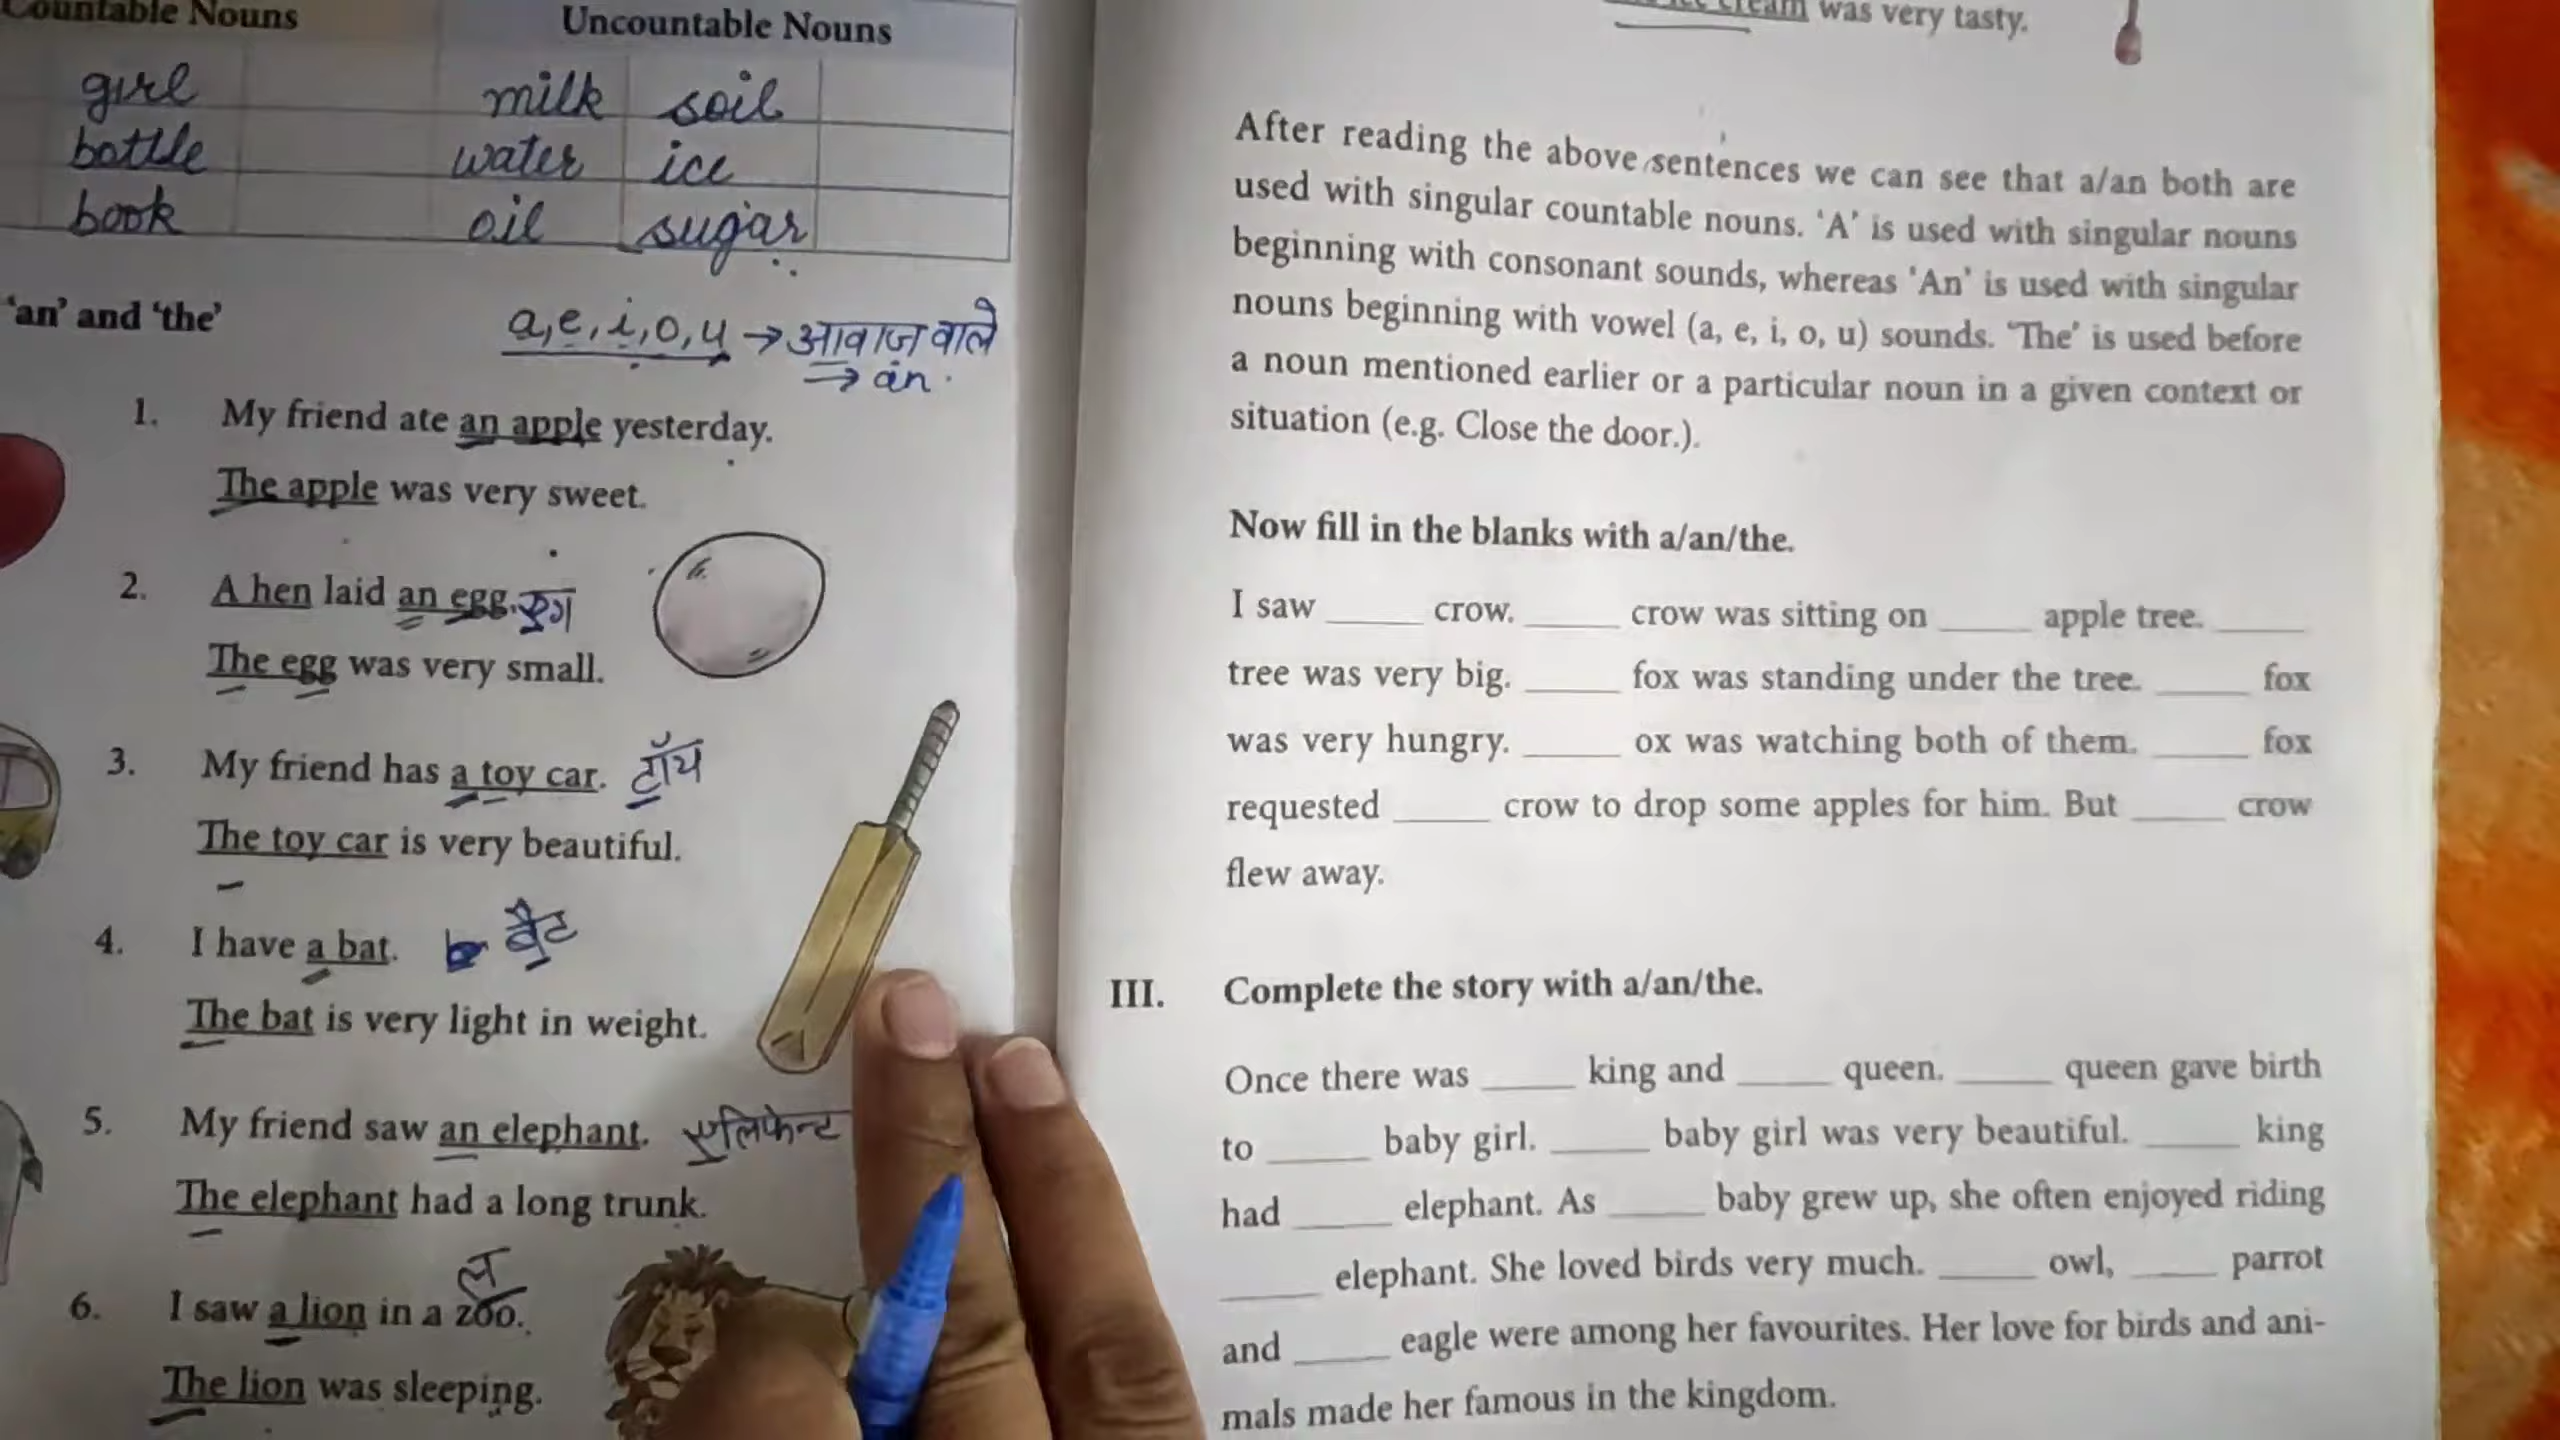 Countable Nouns
Uncountable Nouns
girl milk soil
bottle water ice
book oil sugar
'an' and 'the'
a, e, i, o, u → आवाज वाले
→ an
1. My friend ate an apple yesterday.
The apple was very sweet.
2. A hen laid an egg.
The egg was very small.
3. My friend has a toy car. टॉय
The toy car is very beautiful.
4. I have a bat. बैट
The bat is very light in weight.
5. My friend saw an elephant. एलिफेन्ट
The elephant had a long trunk.
ल
6. I saw a lion in a zoo.
The lion was sleeping.
cream was very tasty.
After reading the above sentences we can see that a/an both are
used with singular countable nouns. 'A' is used with singular nouns
beginning with consonant sounds, whereas 'An' is used with singular
nouns beginning with vowel (a, e, i, o, u) sounds. 'The' is used before
a noun mentioned earlier or a particular noun in a given context or
situation (e.g. Close the door.).
Now fill in the blanks with a/an/the.
I saw _____ crow. _____ crow was sitting on _____ apple tree. _____
tree was very big. _____ fox was standing under the tree. _____ fox
was very hungry. _____ ox was watching both of them. _____ fox
requested _____ crow to drop some apples for him. But _____ crow
flew away.
III. Complete the story with a/an/the.
Once there was _____ king and _____ queen. _____ queen gave birth
to _____ baby girl. _____ baby girl was very beautiful. _____ king
had _____ elephant. As _____ baby grew up, she often enjoyed riding
_____ elephant. She loved birds very much. _____ owl, _____ parrot
and _____ eagle were among her favourites. Her love for birds and ani-
mals made her famous in the kingdom.